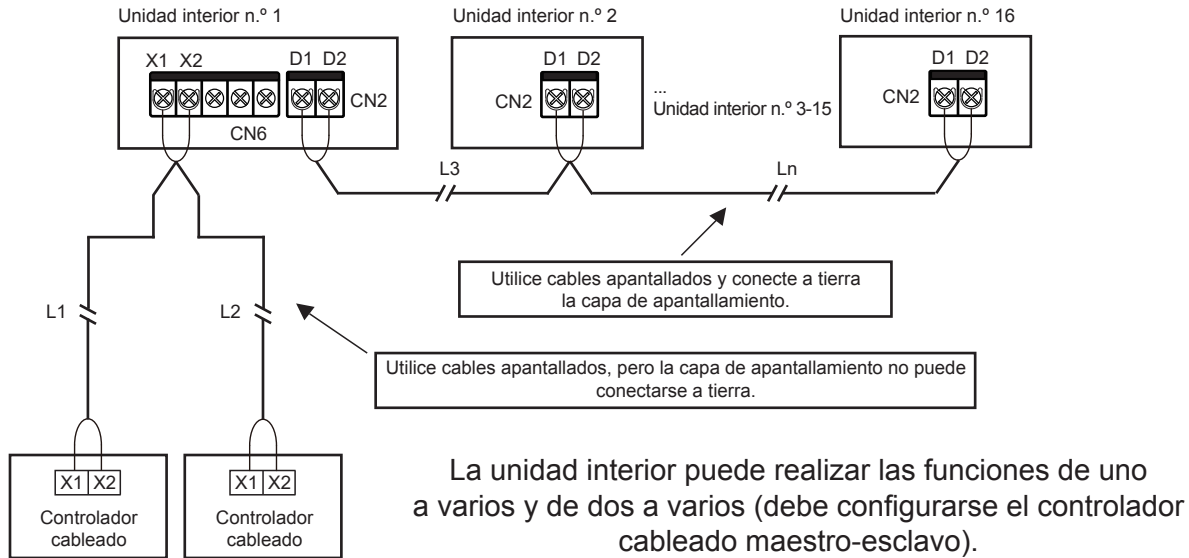 Unidad interior n.º 1
Unidad interior n.º 2
Unidad interior n.º 16
X1 X2
D1 D2
CN2
CN6
D1 D2
CN2
...
Unidad interior n.º 3-15
D1 D2
CN2
L3
Ln
Utilice cables apantallados y conecte a tierra
la capa de apantallamiento.
L1
L2
Utilice cables apantallados, pero la capa de apantallamiento no puede
conectarse a tierra.
X1 X2
Controlador
cableado
X1 X2
Controlador
cableado
La unidad interior puede realizar las funciones de uno
a varios y de dos a varios (debe configurarse el controlador
cableado maestro-esclavo).